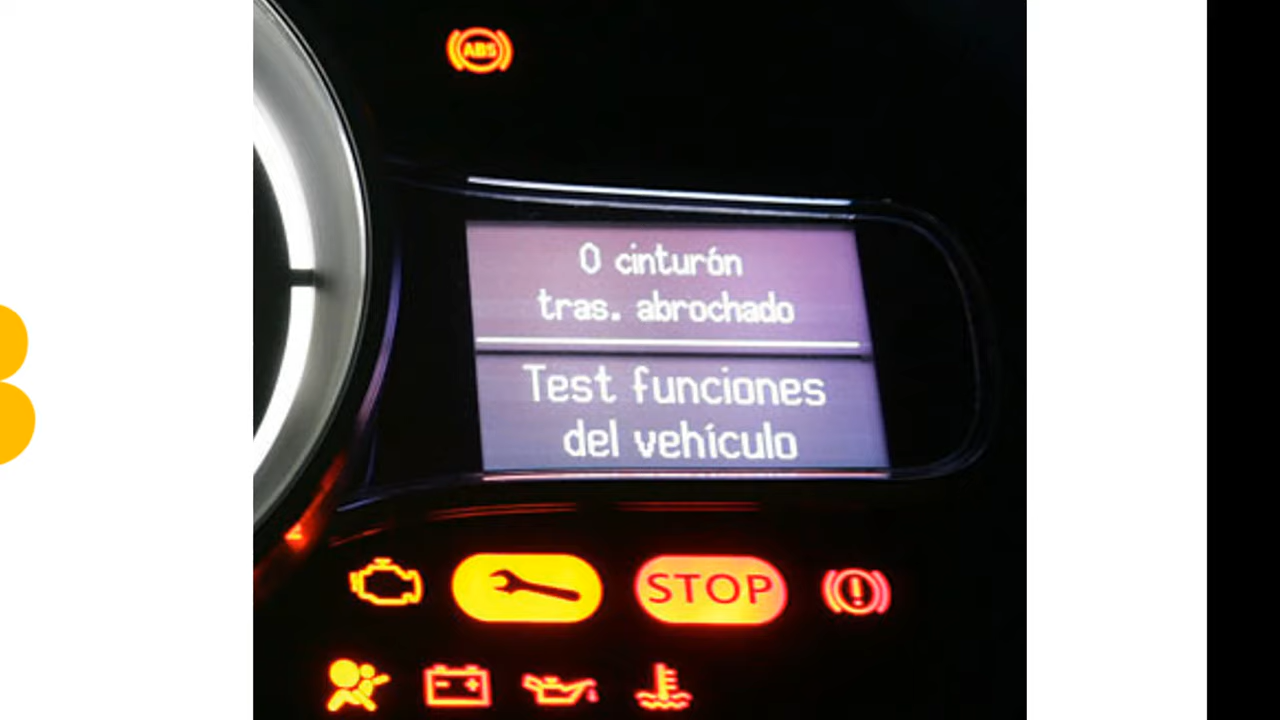 ABS
0 cinturón
tras. abrochado
Test funciones
del vehículo
STOP